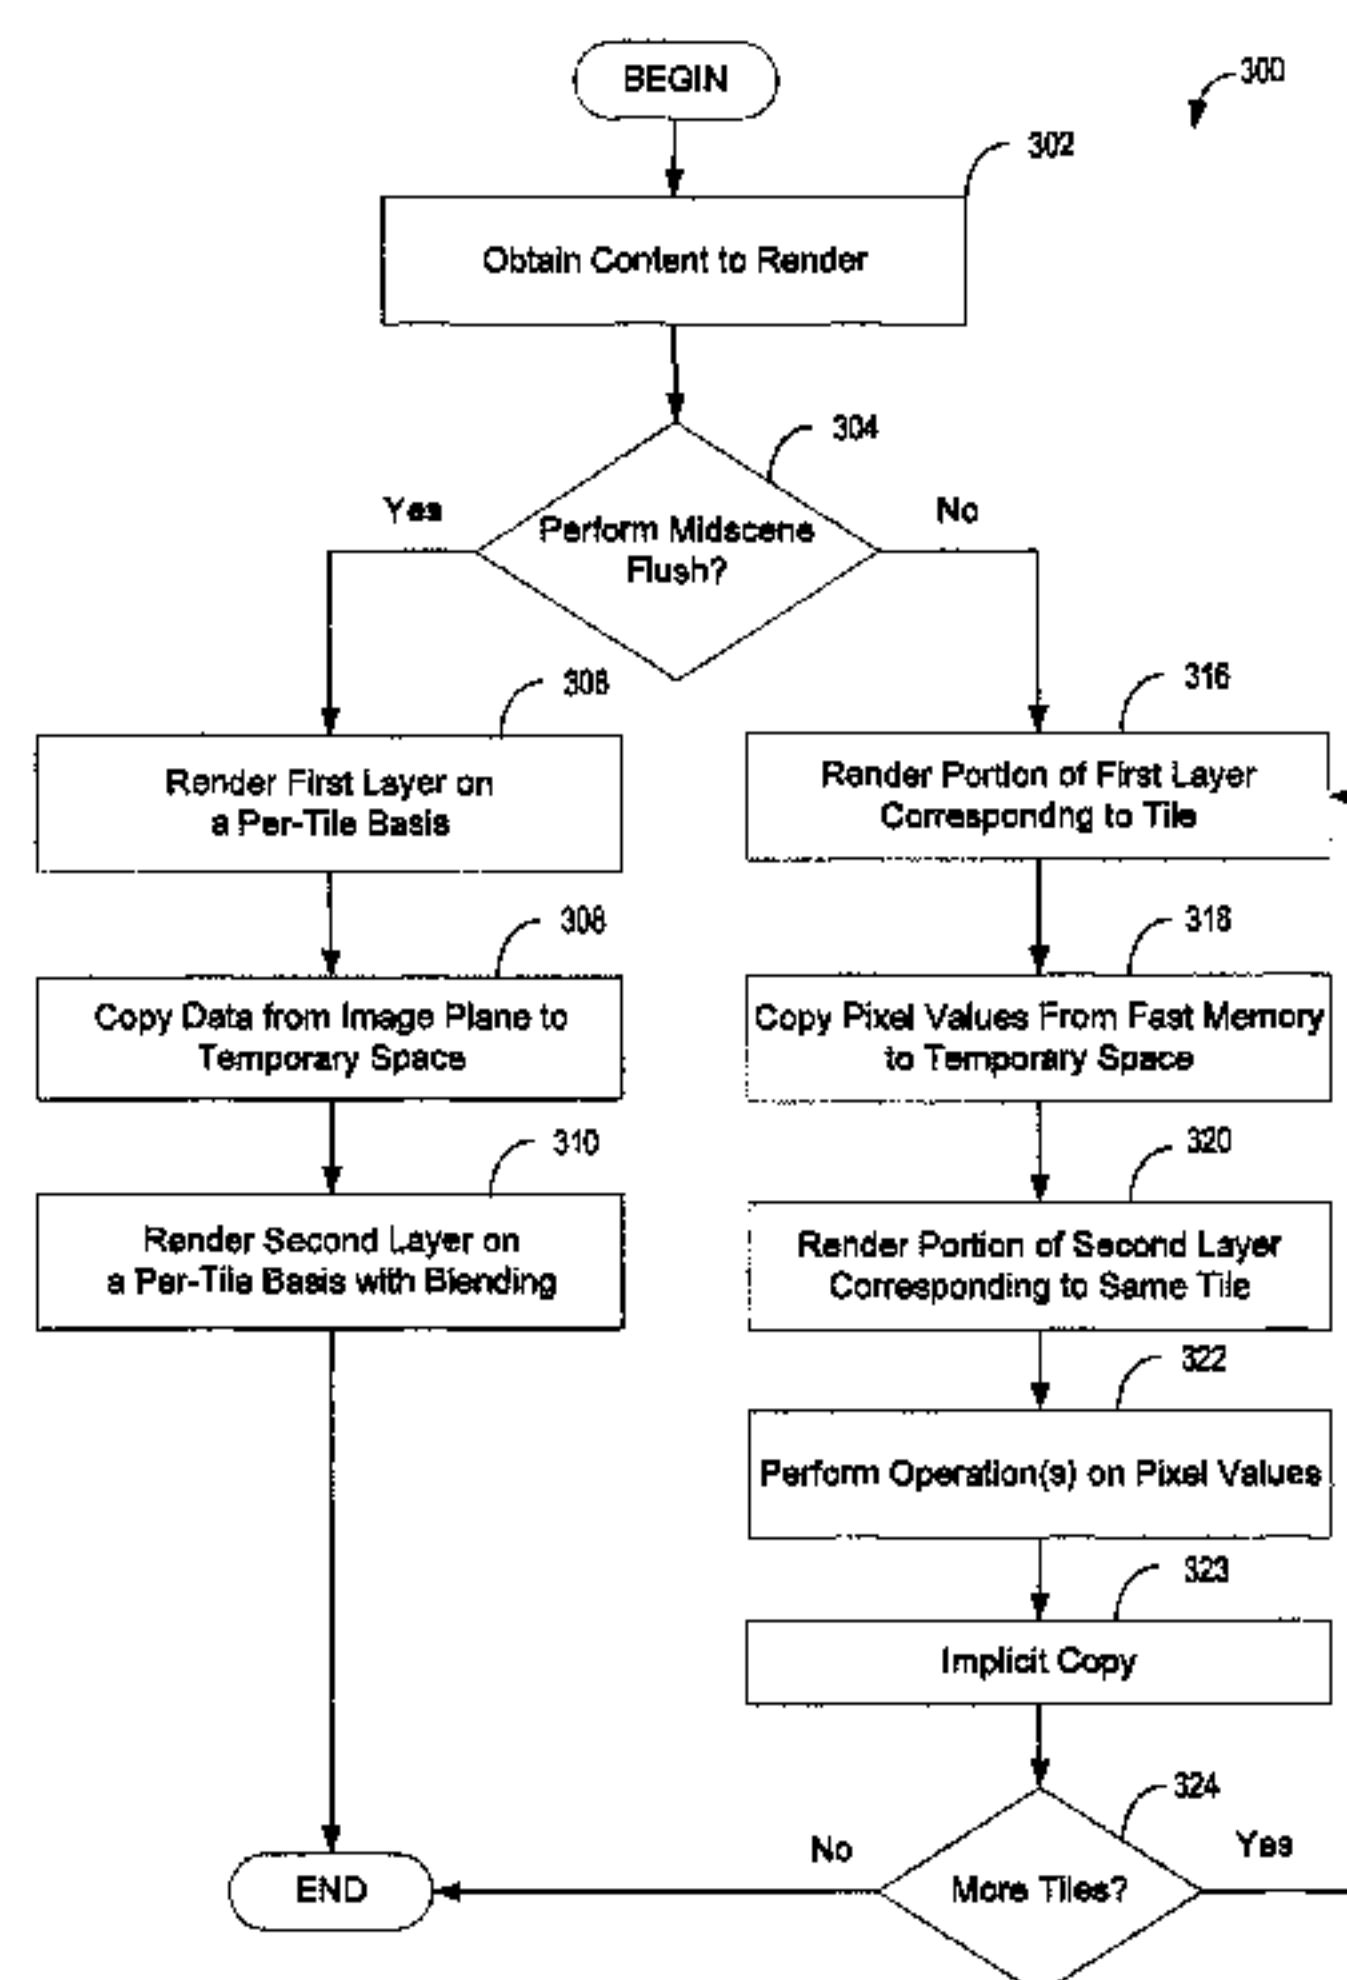 BEGIN
300
302
Obtain Content to Render
304
Yes
No
Perform Midscene
Flush?
308
Render First Layer on
a Per-Tile Basis
316
Render Portion of First Layer
Correspondng to Tile
308
Copy Data from Image Plane to
Temporary Space
318
Copy Pixel Values From Fast Memory
to Temporary Space
310
Render Second Layer on
a Per-Tile Basis with Blending
320
Render Portion of Second Layer
Corresponding to Same Tile
322
Perform Operation(s) on Pixel Values
323
Implicit Copy
324
No
Yes
More Tiles?
END